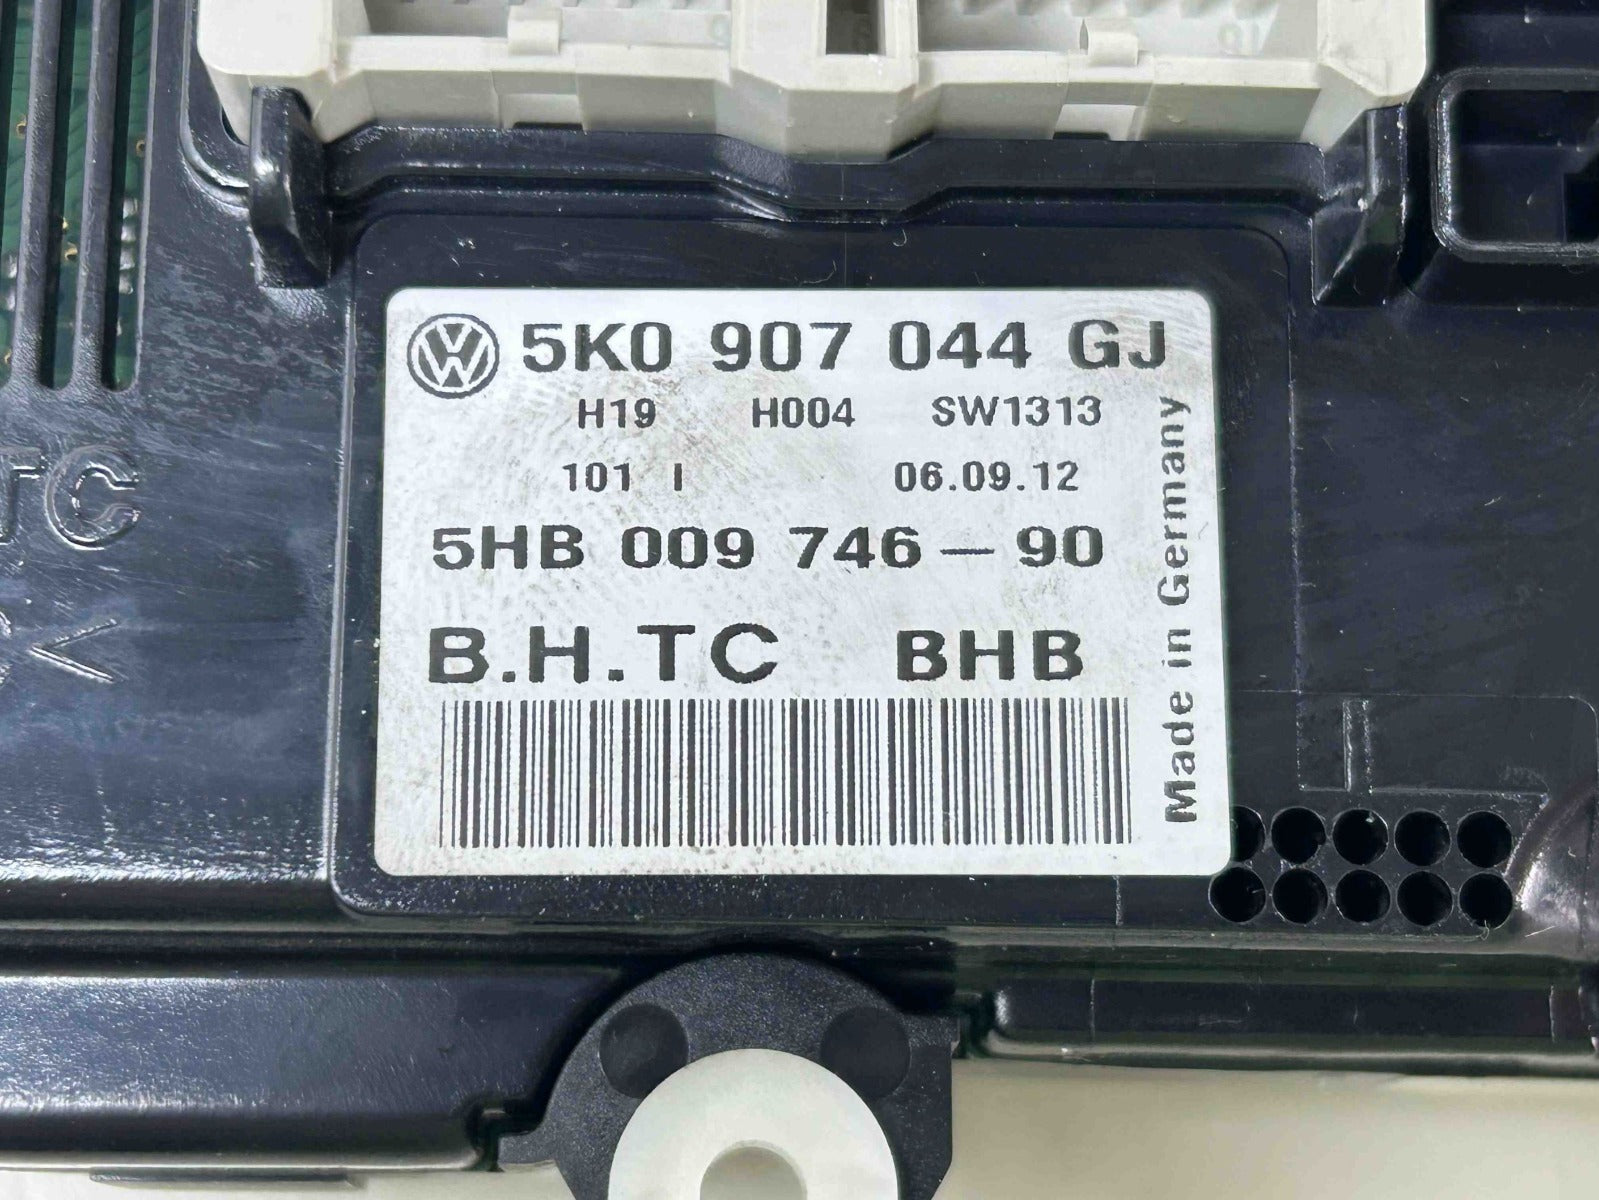 5K0 907 044 GJ
H19 H004 SW1313
101 I 06.09.12
5HB 009 746-90
B.H.TC BHB
Made in Germany
TC